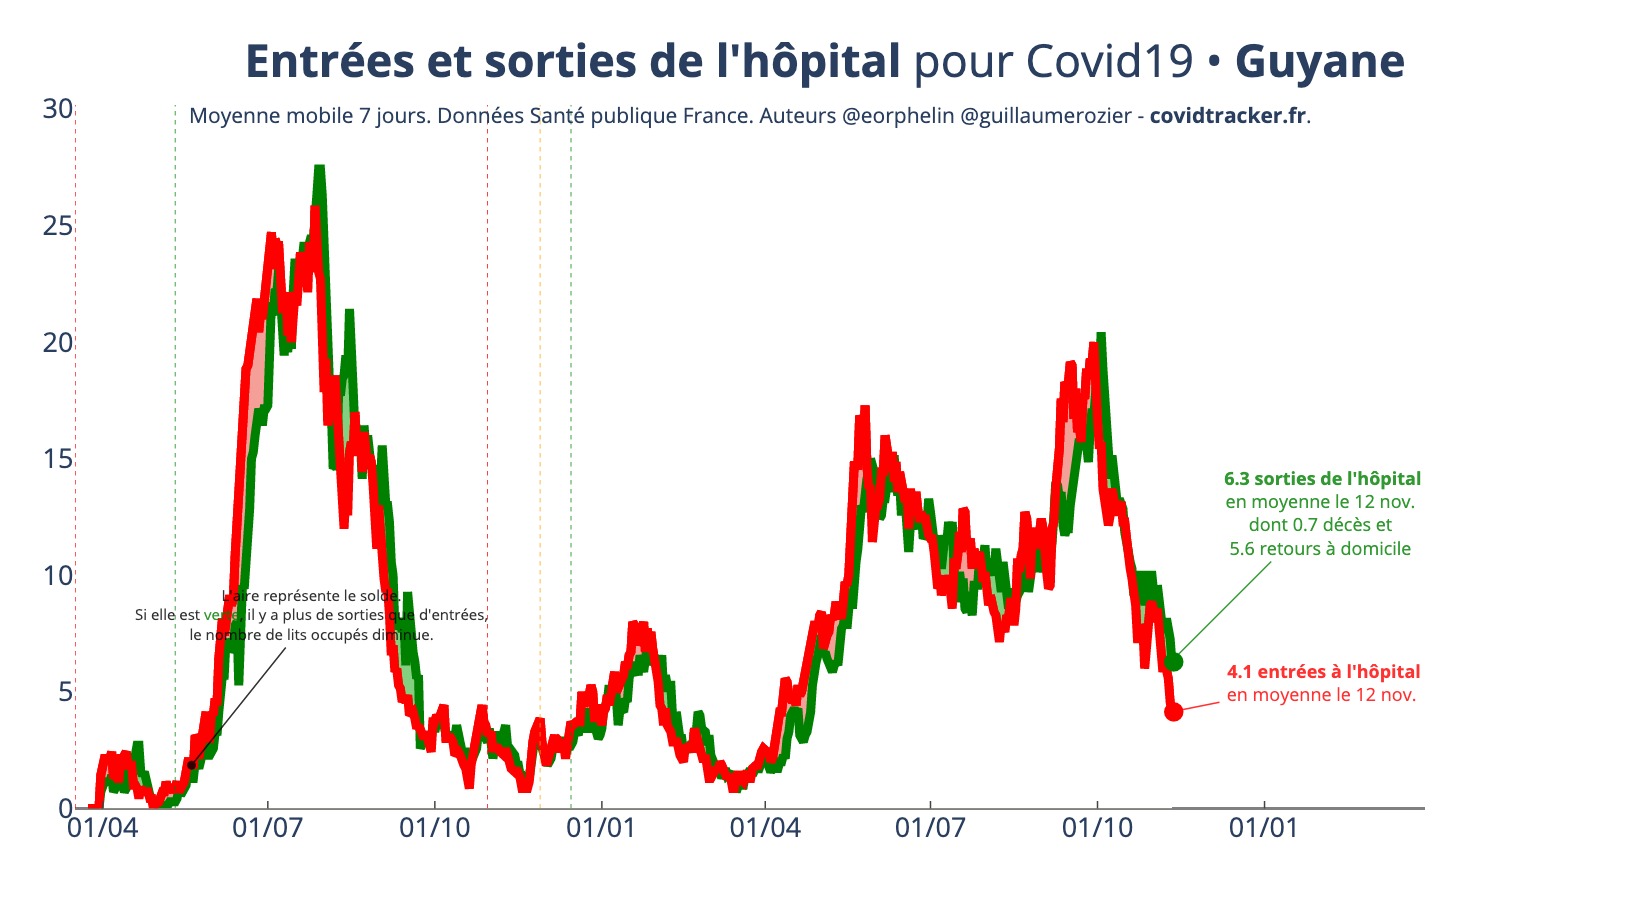 Entrées et sorties de l'hôpital pour Covid19 • Guyane
Moyenne mobile 7 jours. Données Santé publique France. Auteurs @eorphelin @guillaumerozier - covidtracker.fr.
30
25
20
15
10
5
0
L'aire représente le solde.
Si elle est verte, il y a plus de sorties que d'entrées,
le nombre de lits occupés diminue.
6.3 sorties de l'hôpital
en moyenne le 12 nov.
dont 0.7 décès et
5.6 retours à domicile
4.1 entrées à l'hôpital
en moyenne le 12 nov.
01/04 01/07 01/10 01/01 01/04 01/07 01/10 01/01